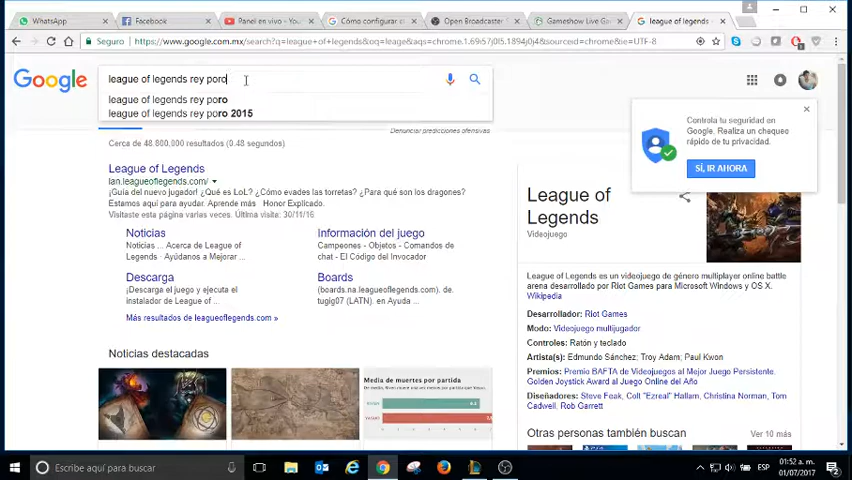 WhatsApp
Facebook
Panel en vivo - You
Cómo configurar
Open Broadcaster
Gameshow Live Ga
league of legends
Seguro
https://www.google.com.mx/search?q=league+of+legends&oq=leage&aqs=chrome.1.69i57j0l5.1894j0j4&sourceid=chrome&ie=UTF-8
Google
league of legends rey poro
league of legends rey poro
league of legends rey poro 2015
Denunciar predicciones ofensivas
Cerca de 48,800,000 resultados (0.48 segundos)
League of Legends
lan.leagueoflegends.com/
¡Guía del nuevo jugador! ¿Qué es LoL? ¿Cómo evades las torretas? ¿Para qué son los dragones?
Estamos aquí para ayudar. Aprende más · Honor Explicado.
Visitaste esta página varias veces. Última visita: 30/11/16
Noticias
Noticias ... Acerca de League of
Legends · Ayúdanos a Mejorar ...
Información del juego
Campeones - Objetos - Comandos de
chat - El Código del Invocador
Descarga
¡Descarga el juego y ejecuta el
instalador de League of ...
Boards
(boards.na.leagueoflegends.com). de.
tugig07 (LATN). en Ayuda ...
Más resultados de leagueoflegends.com »
Noticias destacadas
Media de muertes por partida
Controla tu seguridad en
Google. Realiza un chequeo
rápido de tu privacidad.
SÍ, IR AHORA
League of
Legends
Videojuego
League of Legends es un videojuego de género multiplayer online battle
arena desarrollado por Riot Games para Microsoft Windows y OS X.
Wikipedia
Desarrollador: Riot Games
Modo: Videojuego multijugador
Controles: Ratón y teclado
Artista(s): Edmundo Sánchez; Troy Adam; Paul Kwon
Premios: Premio BAFTA de Videojuegos al Mejor Juego Persistente.
Golden Joystick Award al Juego Online del Año
Diseñadores: Steve Feak, Colt "Ezreal" Hallam, Christina Norman, Tom
Cadwell, Rob Garrett
Otras personas también buscan
Ver 10 más
Escribe aquí para buscar
ESP
01:52 a. m.
01/07/2017